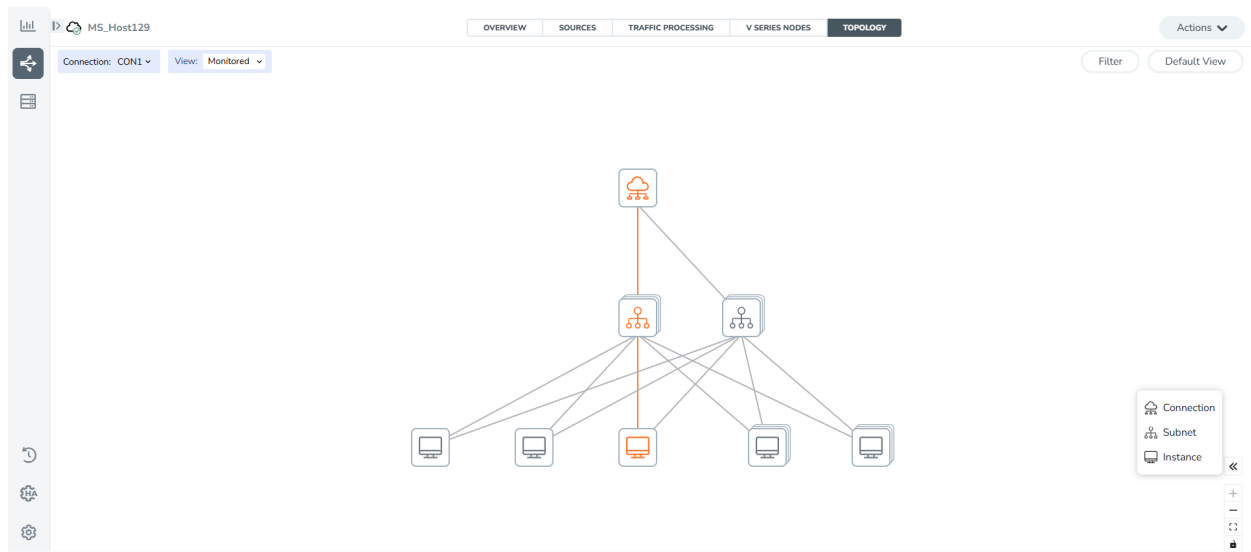 MS_Host129
OVERVIEW
SOURCES
TRAFFIC PROCESSING
V SERIES NODES
TOPOLOGY
Actions
Connection: CON1
View: Monitored
Filter
Default View
Connection
Subnet
Instance
HA